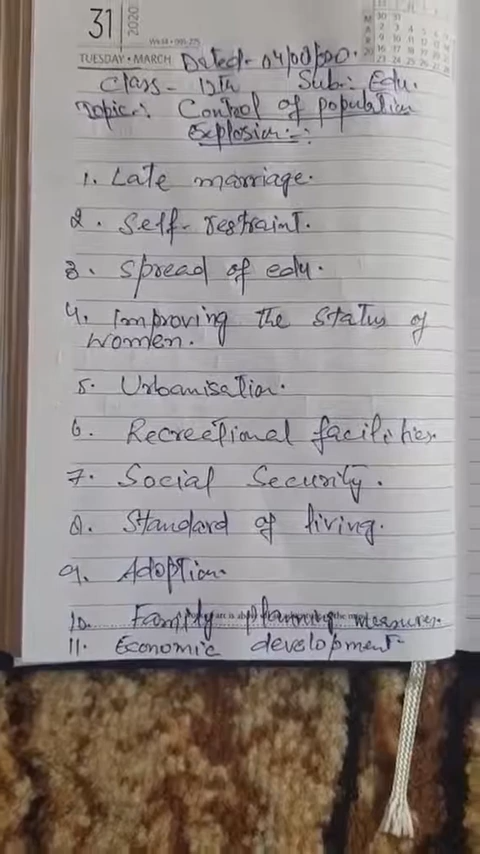 31
2020
TUESDAY • MARCH Dated- 04/08/20.
Class- 12th Sub:- Edu.
Topic:- Control of population
explosion:-
1. Late marriage.
2. Self-restraint.
3. Spread of edu.
4. Improving the status of
women.
5. Urbanisation.
6. Recreational facilities.
7. Social Security.
8. Standard of living.
9. Adoption.
10. Family planning measures.
11. Economic development